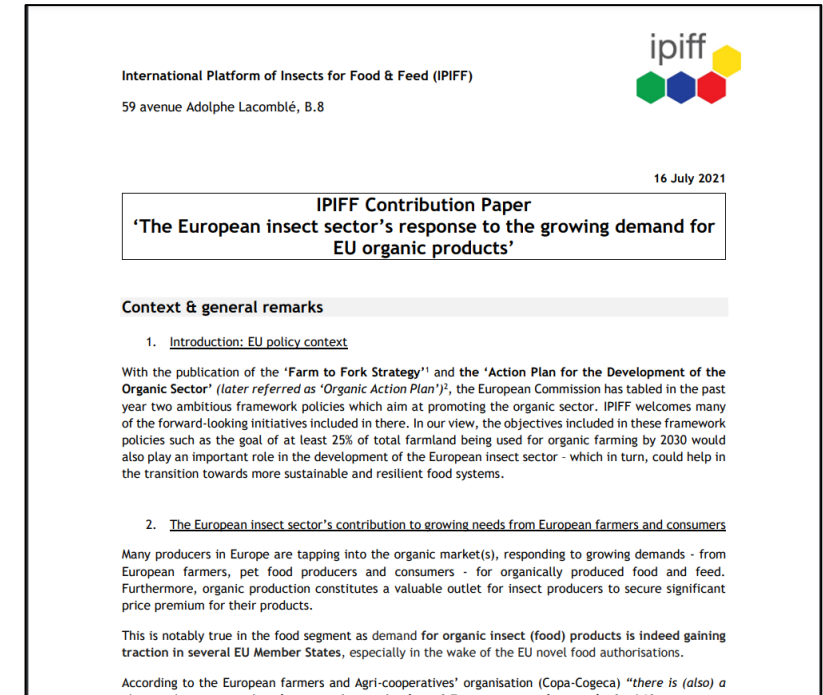 ipiff
International Platform of Insects for Food & Feed (IPIFF)
59 avenue Adolphe Lacomblé, B.8
16 July 2021
IPIFF Contribution Paper
‘The European insect sector’s response to the growing demand for
EU organic products’
Context & general remarks
1. Introduction: EU policy context
With the publication of the ‘Farm to Fork Strategy’¹ and the ‘Action Plan for the Development of the
Organic Sector’ (later referred as ‘Organic Action Plan’)², the European Commission has tabled in the past
year two ambitious framework policies which aim at promoting the organic sector. IPIFF welcomes many
of the forward-looking initiatives included in there. In our view, the objectives included in these framework
policies such as the goal of at least 25% of total farmland being used for organic farming by 2030 would
also play an important role in the development of the European insect sector – which in turn, could help in
the transition towards more sustainable and resilient food systems.
2. The European insect sector’s contribution to growing needs from European farmers and consumers
Many producers in Europe are tapping into the organic market(s), responding to growing demands - from
European farmers, pet food producers and consumers - for organically produced food and feed.
Furthermore, organic production constitutes a valuable outlet for insect producers to secure significant
price premium for their products.
This is notably true in the food segment as demand for organic insect (food) products is indeed gaining
traction in several EU Member States, especially in the wake of the EU novel food authorisations.
According to the European farmers and Agri-cooperatives’ organisation (Copa-Cogeca) “there is (also) a